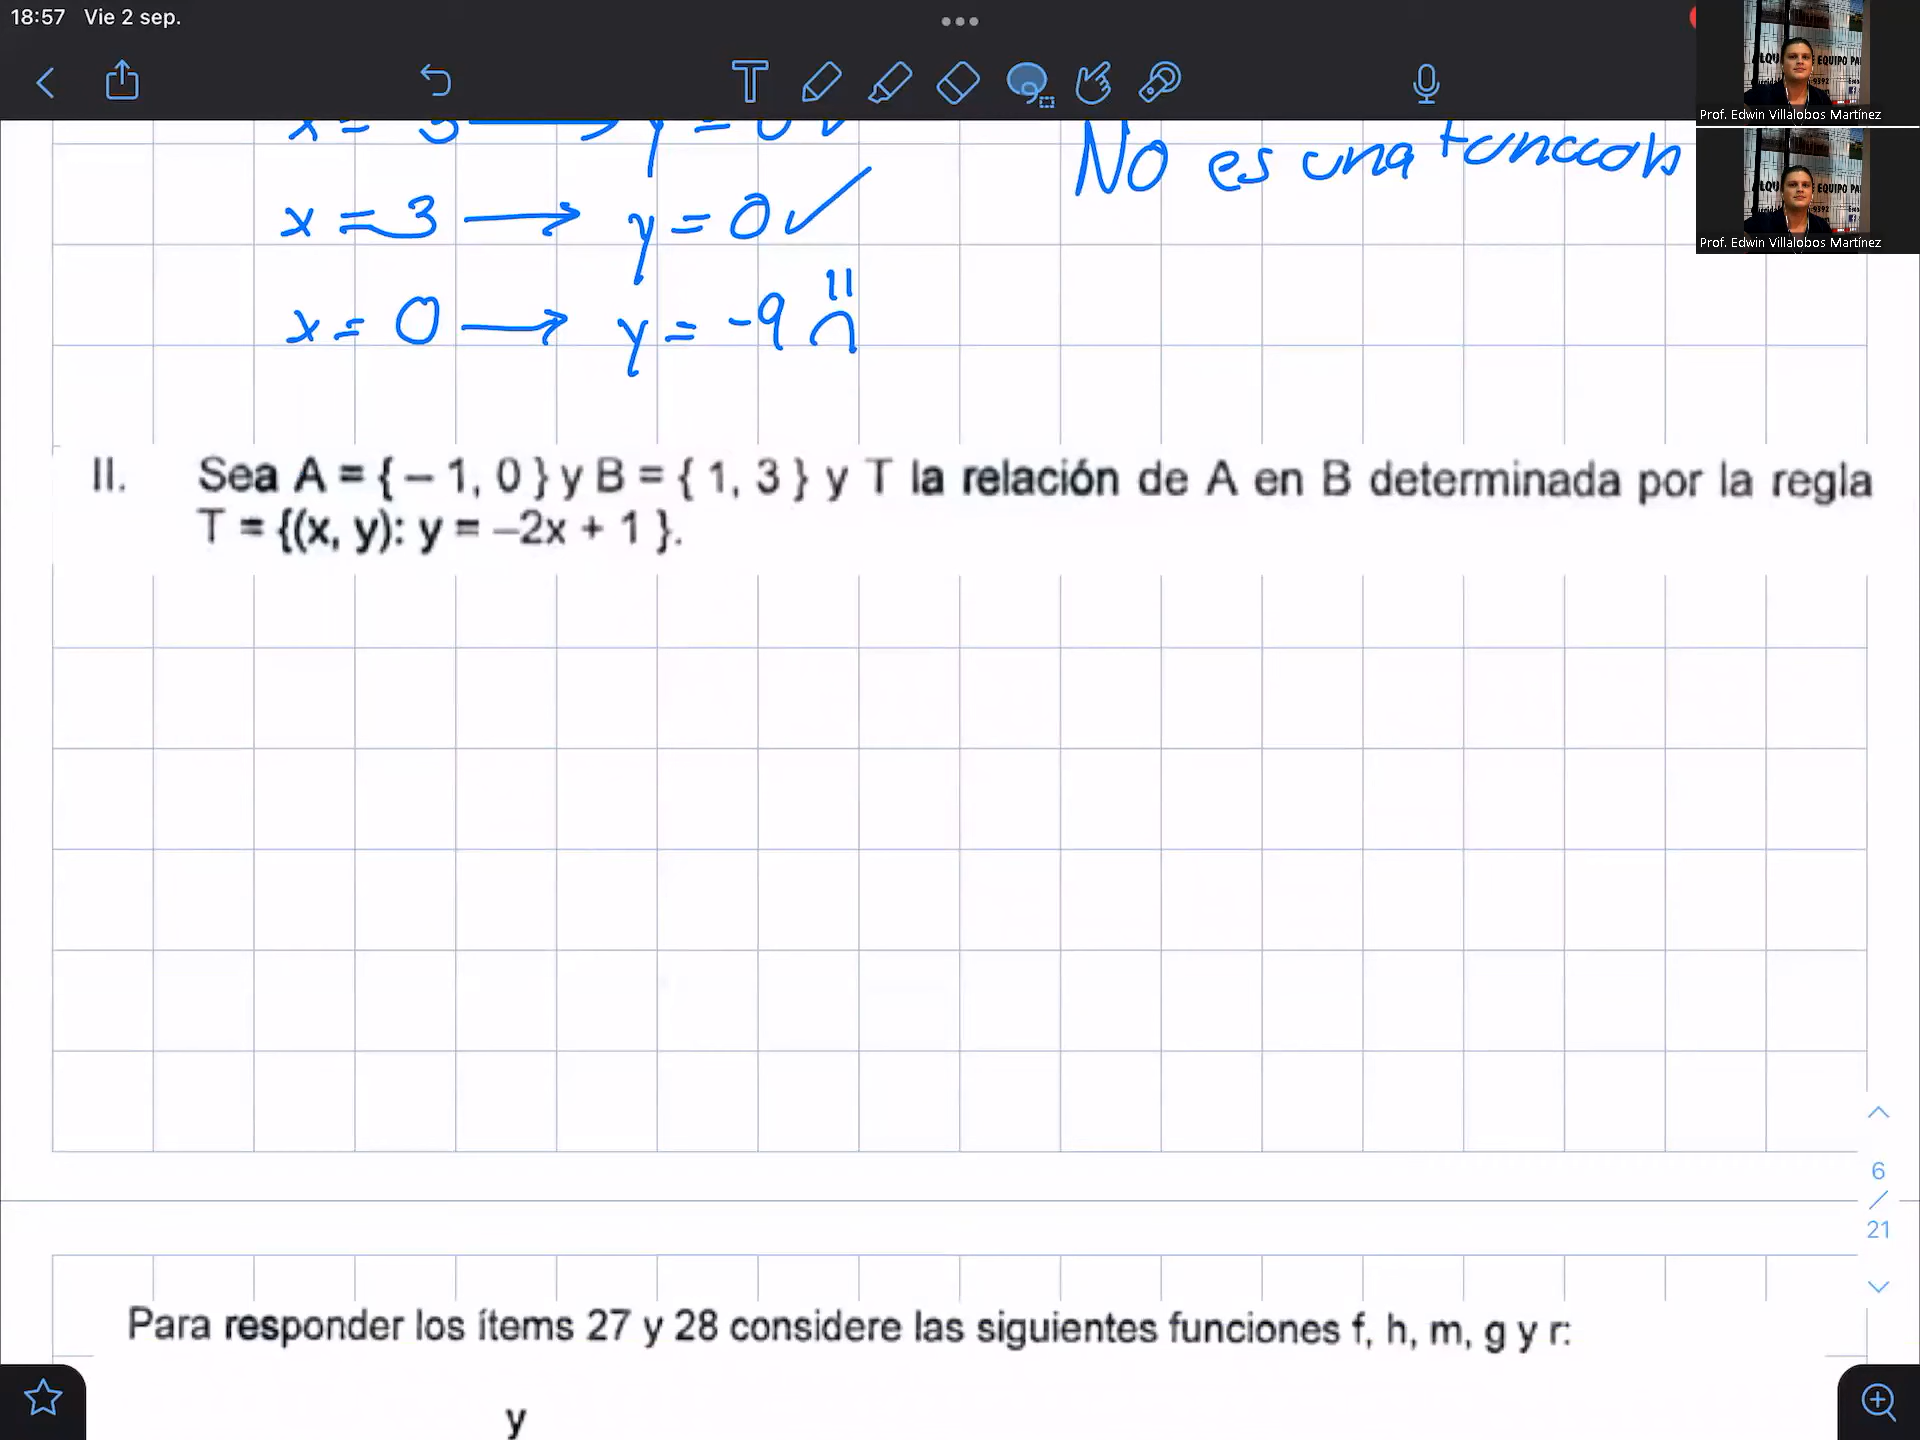 18:57 Vie 2 sep.
Prof. Edwin Villalobos Martínez
Prof. Edwin Villalobos Martínez
No es una función
x = 3 → y = 0 ✓
x = 0 → y = -9
II. Sea A = { – 1, 0 } y B = { 1, 3 } y T la relación de A en B determinada por la regla
T = {(x, y): y = –2x + 1 }.
6
/
21
Para responder los ítems 27 y 28 considere las siguientes funciones f, h, m, g y r:
y